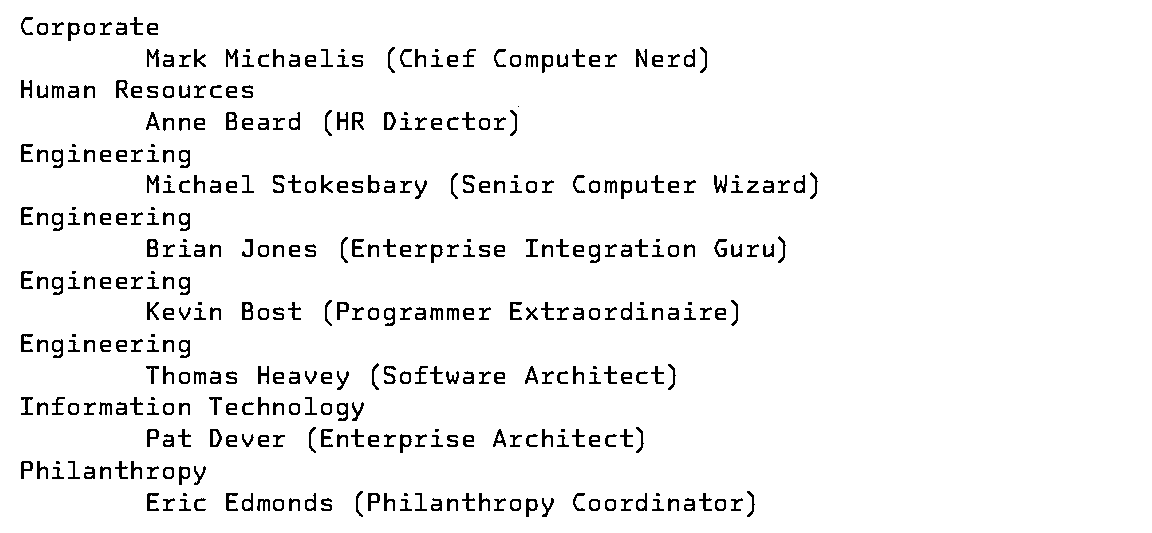 Corporate
        Mark Michaelis (Chief Computer Nerd)
Human Resources
        Anne Beard (HR Director)
Engineering
        Michael Stokesbary (Senior Computer Wizard)
Engineering
        Brian Jones (Enterprise Integration Guru)
Engineering
        Kevin Bost (Programmer Extraordinaire)
Engineering
        Thomas Heavey (Software Architect)
Information Technology
        Pat Dever (Enterprise Architect)
Philanthropy
        Eric Edmonds (Philanthropy Coordinator)